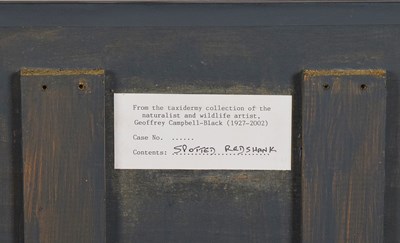 From the taxidermy collection of the
naturalist and wildlife artist,
Geoffrey Campbell-Black (1927-2002)
Case No. ......
Contents: SPOTTED REDSHANK